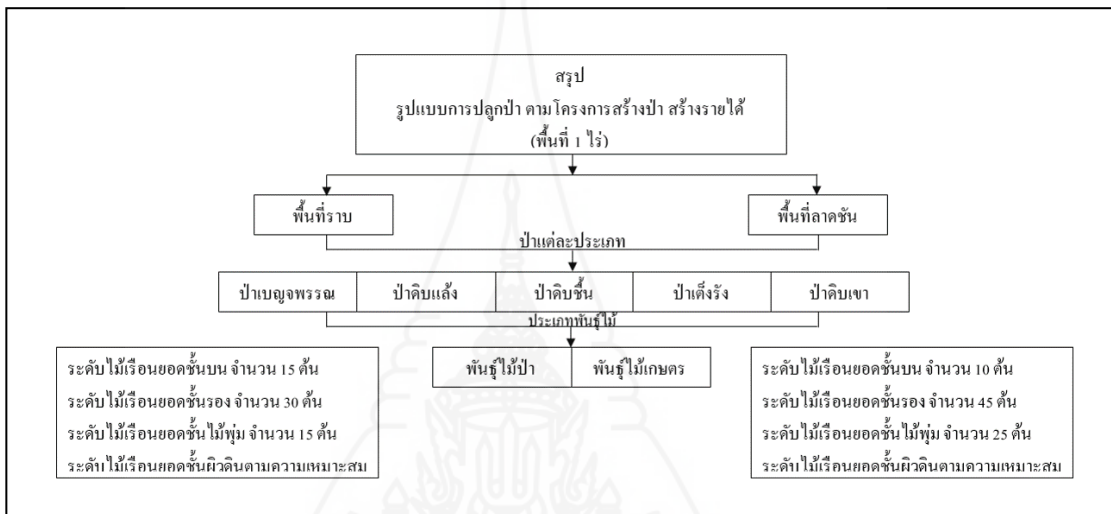 สรุป
รูปแบบการปลูกป่า ตามโครงการสร้างป่า สร้างรายได้
(พื้นที่ 1 ไร่)
พื้นที่ราบ
พื้นที่ลาดชัน
ป่าแต่ละประเภท
ป่าเบญจพรรณ
ป่าดิบแล้ง
ป่าดิบชื้น
ป่าเต็งรัง
ป่าดิบเขา
ประเภทพันธุ์ไม้
พันธุ์ไม้ป่า
พันธุ์ไม้เกษตร
ระดับไม้เรือนยอดชั้นบน จำนวน 15 ต้น
ระดับไม้เรือนยอดชั้นรอง จำนวน 30 ต้น
ระดับไม้เรือนยอดชั้นไม้พุ่ม จำนวน 15 ต้น
ระดับไม้เรือนยอดชั้นผิวดินตามความเหมาะสม
ระดับไม้เรือนยอดชั้นบน จำนวน 10 ต้น
ระดับไม้เรือนยอดชั้นรอง จำนวน 45 ต้น
ระดับไม้เรือนยอดชั้นไม้พุ่ม จำนวน 25 ต้น
ระดับไม้เรือนยอดชั้นผิวดินตามความเหมาะสม